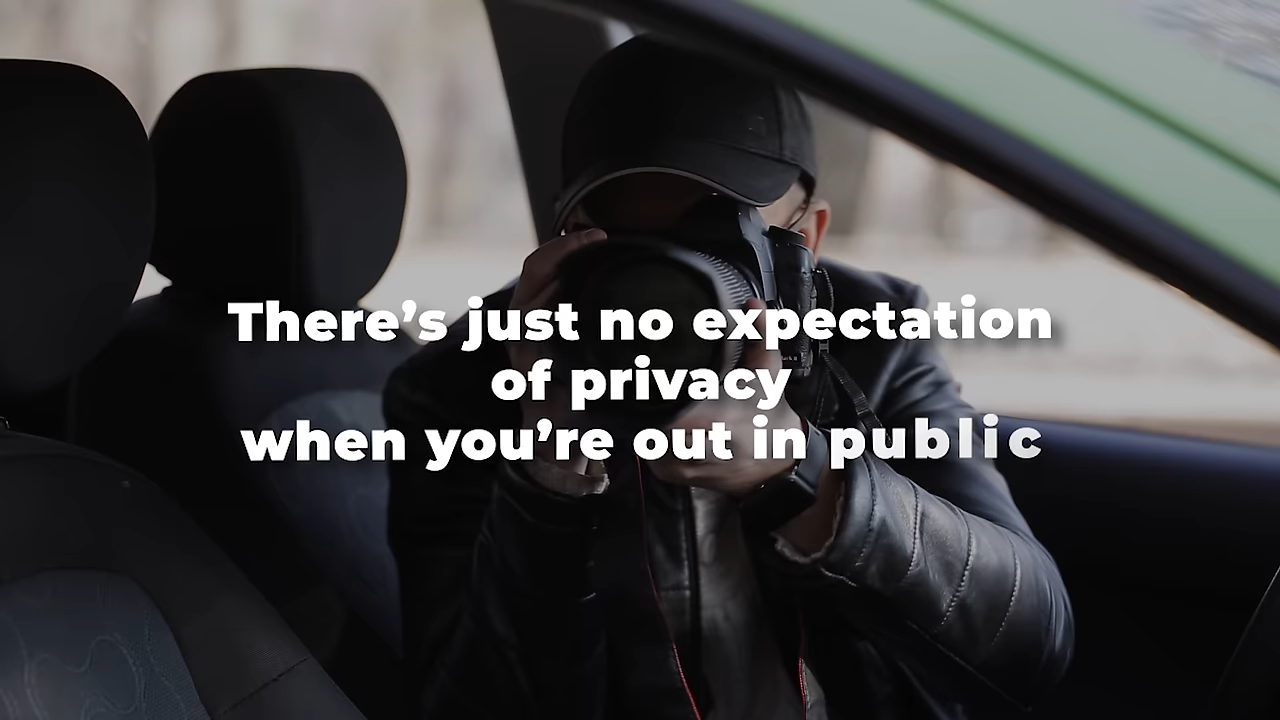 There’s just no expectation
of privacy
when you’re out in public